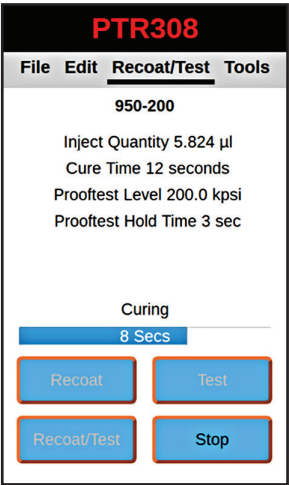 PTR308
File Edit Recoat/Test Tools
950-200
Inject Quantity 5.824 µl
Cure Time 12 seconds
Prooftest Level 200.0 kpsi
Prooftest Hold Time 3 sec
Curing
8 Secs
Recoat Test
Recoat/Test Stop